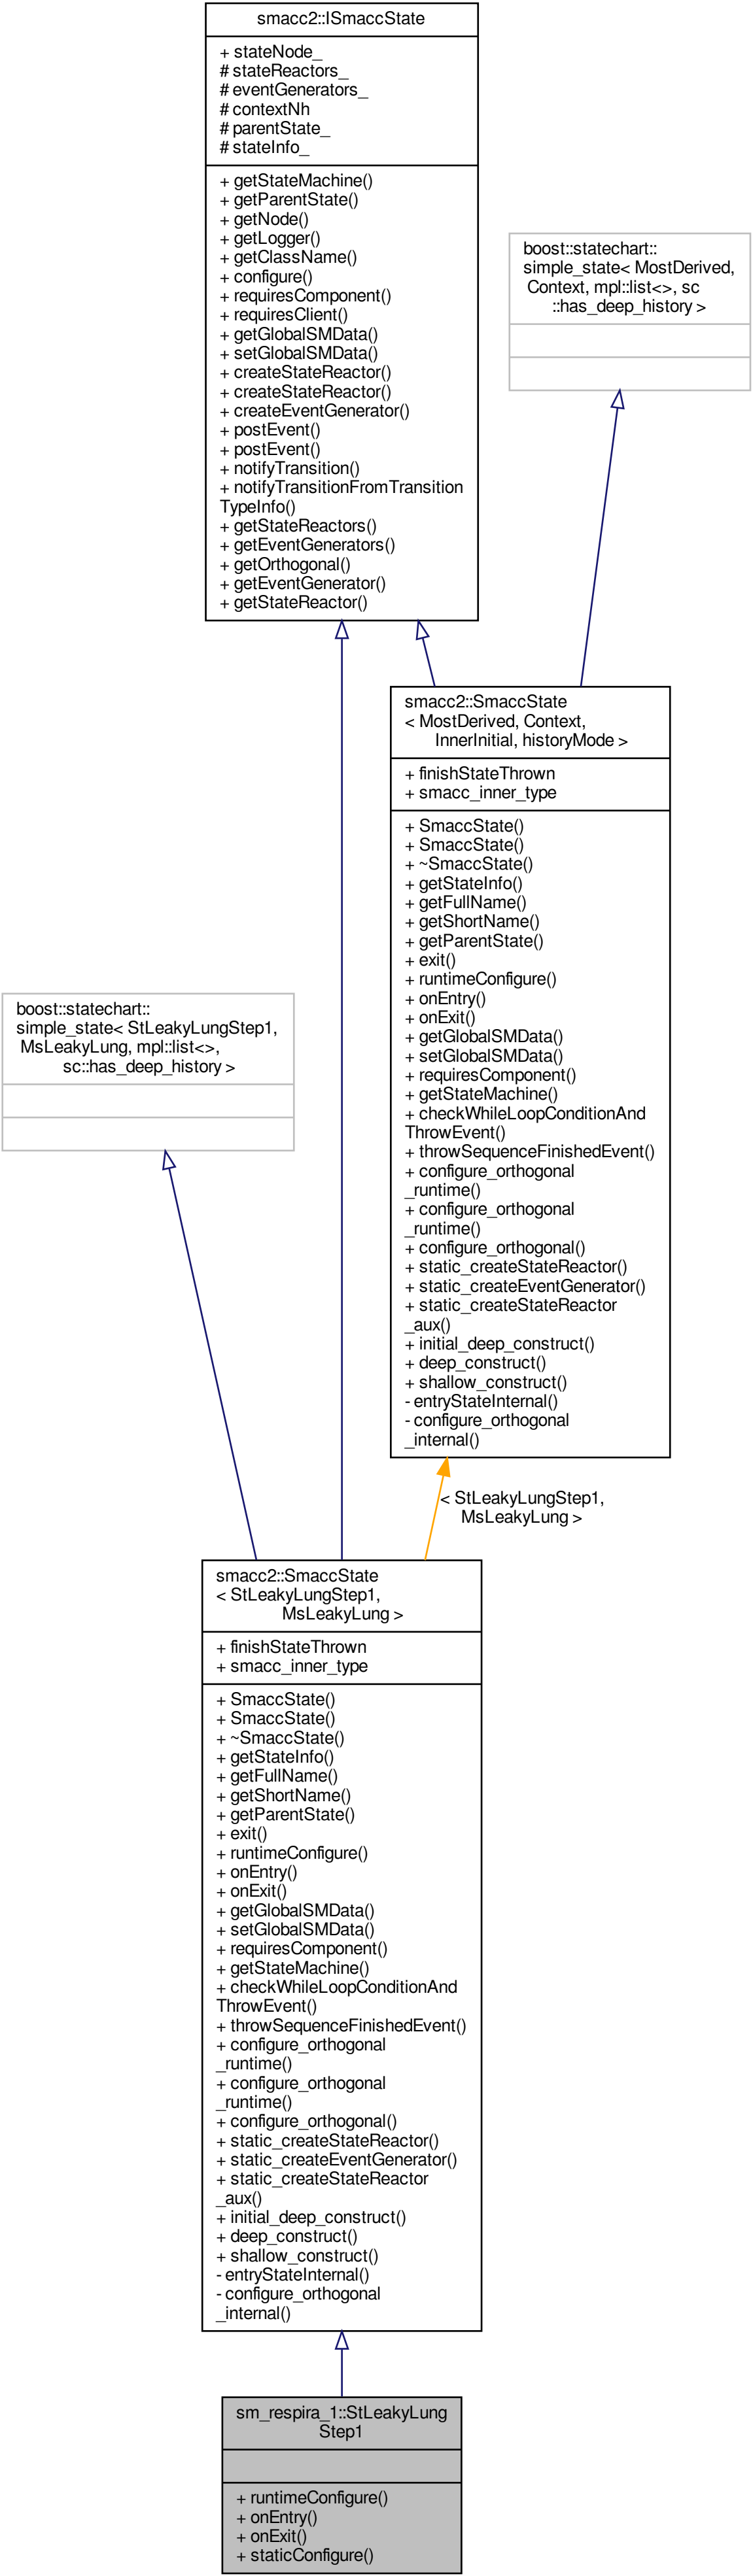 smacc2::ISmaccState
+ stateNode_
# stateReactors_
# eventGenerators_
# contextNh
# parentState_
# stateInfo_
+ getStateMachine()
+ getParentState()
+ getNode()
+ getLogger()
+ getClassName()
+ configure()
+ requiresComponent()
+ requiresClient()
+ getGlobalSMData()
+ setGlobalSMData()
+ createStateReactor()
+ createStateReactor()
+ createEventGenerator()
+ postEvent()
+ postEvent()
+ notifyTransition()
+ notifyTransitionFromTransition
TypeInfo()
+ getStateReactors()
+ getEventGenerators()
+ getOrthogonal()
+ getEventGenerator()
+ getStateReactor()
boost::statechart::
simple_state< MostDerived,
Context, mpl::list<>, sc
::has_deep_history >
smacc2::SmaccState
< MostDerived, Context,
InnerInitial, historyMode >
+ finishStateThrown
+ smacc_inner_type
+ SmaccState()
+ SmaccState()
+ ~SmaccState()
+ getStateInfo()
+ getFullName()
+ getShortName()
+ getParentState()
+ exit()
+ runtimeConfigure()
+ onEntry()
+ onExit()
+ getGlobalSMData()
+ setGlobalSMData()
+ requiresComponent()
+ getStateMachine()
+ checkWhileLoopConditionAnd
ThrowEvent()
+ throwSequenceFinishedEvent()
+ configure_orthogonal
_runtime()
+ configure_orthogonal
_runtime()
+ configure_orthogonal()
+ static_createStateReactor()
+ static_createEventGenerator()
+ static_createStateReactor
_aux()
+ initial_deep_construct()
+ deep_construct()
+ shallow_construct()
- entryStateInternal()
- configure_orthogonal
_internal()
boost::statechart::
simple_state< StLeakyLungStep1,
MsLeakyLung, mpl::list<>,
sc::has_deep_history >
< StLeakyLungStep1,
MsLeakyLung >
smacc2::SmaccState
< StLeakyLungStep1,
MsLeakyLung >
+ finishStateThrown
+ smacc_inner_type
+ SmaccState()
+ SmaccState()
+ ~SmaccState()
+ getStateInfo()
+ getFullName()
+ getShortName()
+ getParentState()
+ exit()
+ runtimeConfigure()
+ onEntry()
+ onExit()
+ getGlobalSMData()
+ setGlobalSMData()
+ requiresComponent()
+ getStateMachine()
+ checkWhileLoopConditionAnd
ThrowEvent()
+ throwSequenceFinishedEvent()
+ configure_orthogonal
_runtime()
+ configure_orthogonal
_runtime()
+ configure_orthogonal()
+ static_createStateReactor()
+ static_createEventGenerator()
+ static_createStateReactor
_aux()
+ initial_deep_construct()
+ deep_construct()
+ shallow_construct()
- entryStateInternal()
- configure_orthogonal
_internal()
sm_respira_1::StLeakyLung
Step1
+ runtimeConfigure()
+ onEntry()
+ onExit()
+ staticConfigure()